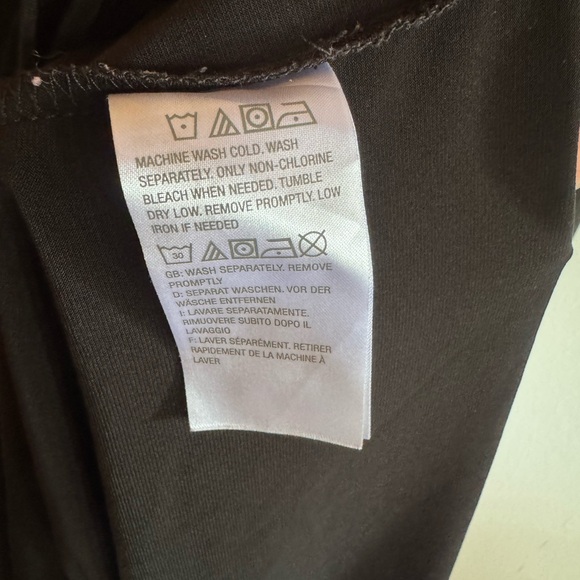 MACHINE WASH COLD. WASH
SEPARATELY. ONLY NON-CHLORINE
BLEACH WHEN NEEDED. TUMBLE
DRY LOW. REMOVE PROMPTLY. LOW
IRON IF NEEDED
30
GB: WASH SEPARATELY. REMOVE
PROMPTLY
D: SEPARAT WASCHEN. VOR DER
WÄSCHE ENTFERNEN
I: LAVARE SEPARATAMENTE.
RIMUOVERE SUBITO DOPO IL
LAVAGGIO
F: LAVER SÉPARÉMENT. RETIRER
RAPIDEMENT DE LA MACHINE À
LAVER